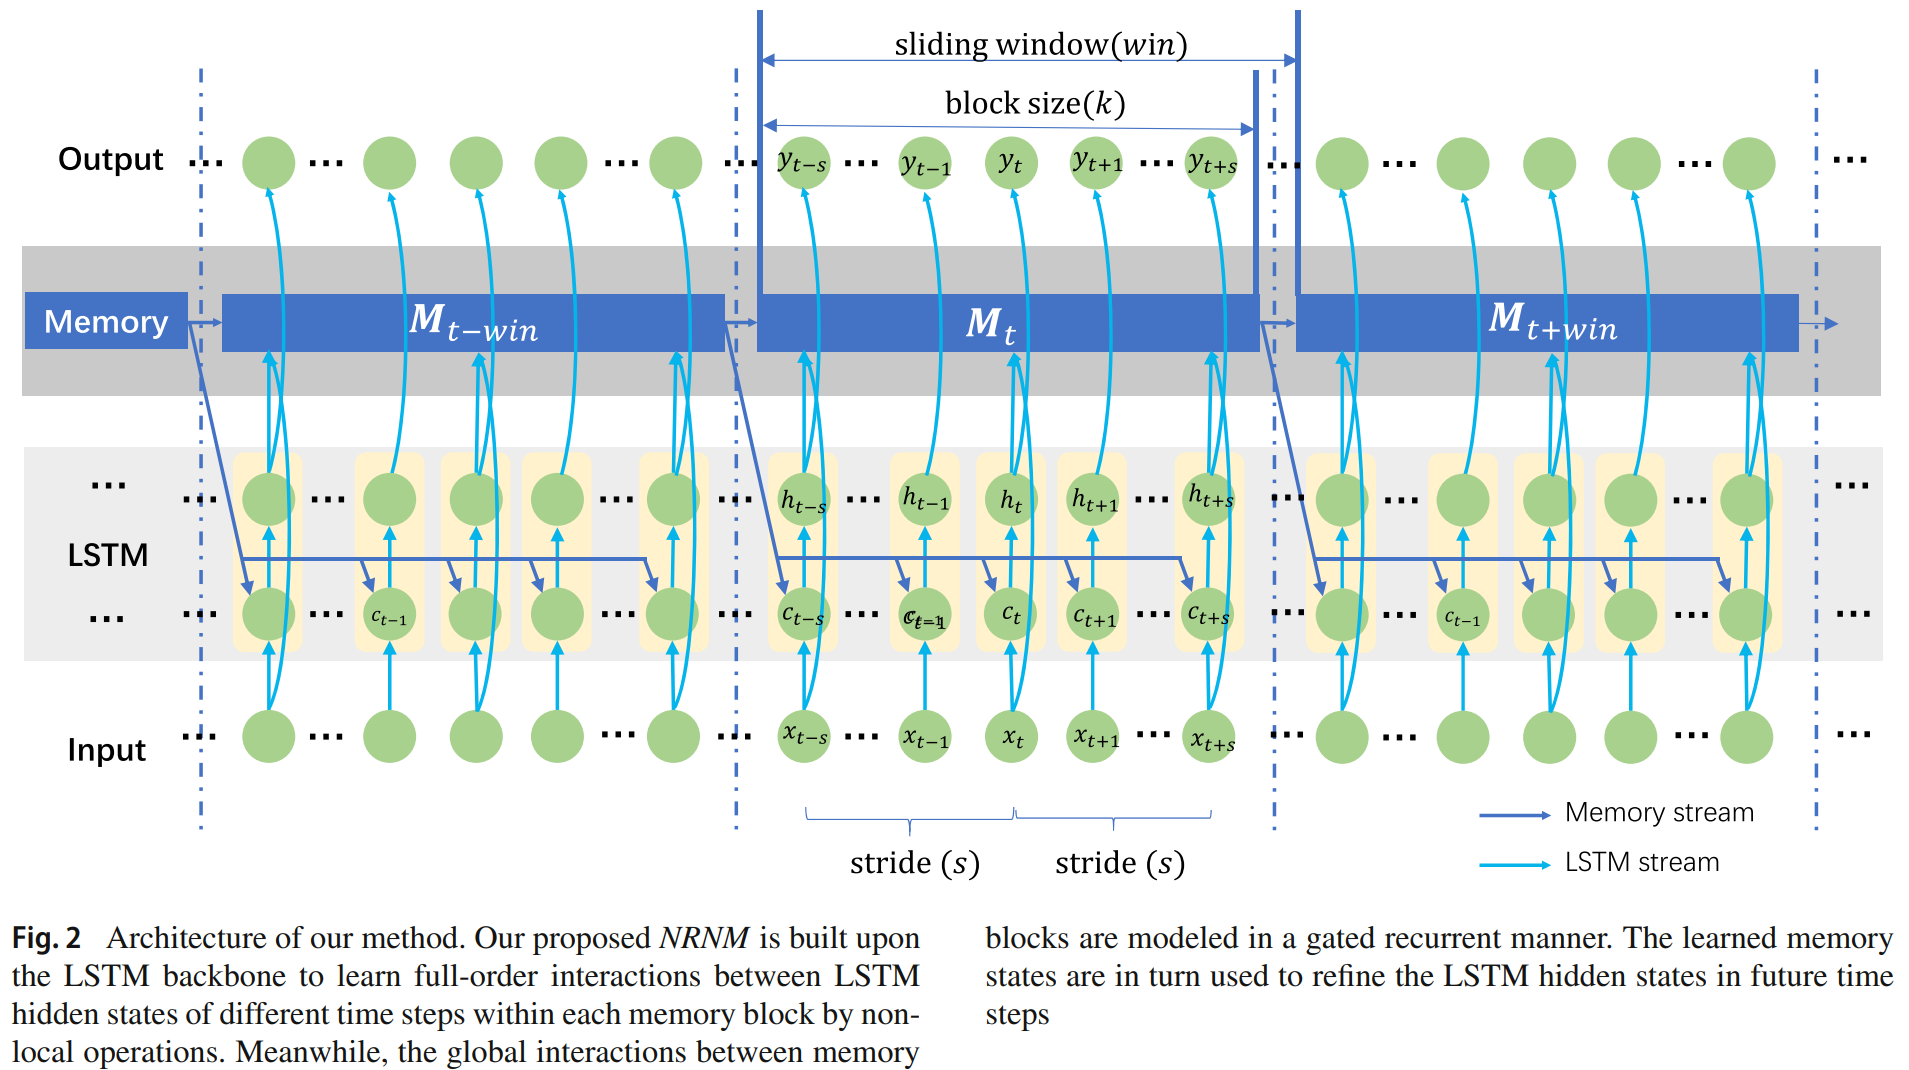 sliding window(win)
block size(k)
Output ... ... ... ... y_{t-s} ... y_{t-1} y_t y_{t+1} ... y_{t+s} ... ... ... ...
Memory M_{t-win} M_t M_{t+win}
... ... ... ... ... h_{t-s} ... h_{t-1} h_t h_{t+1} ... h_{t+s} ... ... ... ...
LSTM
... ... ... c_{t-1} ... ... c_{t-s} ... c_{t-1} c_t c_{t+1} ... c_{t+s} ... ... c_{t-1} ... ...
Input ... ... ... ... x_{t-s} ... x_{t-1} x_t x_{t+1} ... x_{t+s} ... ... ... ...
stride (s) stride (s)
Memory stream
LSTM stream
Fig. 2 Architecture of our method. Our proposed NRNM is built upon
the LSTM backbone to learn full-order interactions between LSTM
hidden states of different time steps within each memory block by non-
local operations. Meanwhile, the global interactions between memory
blocks are modeled in a gated recurrent manner. The learned memory
states are in turn used to refine the LSTM hidden states in future time
steps